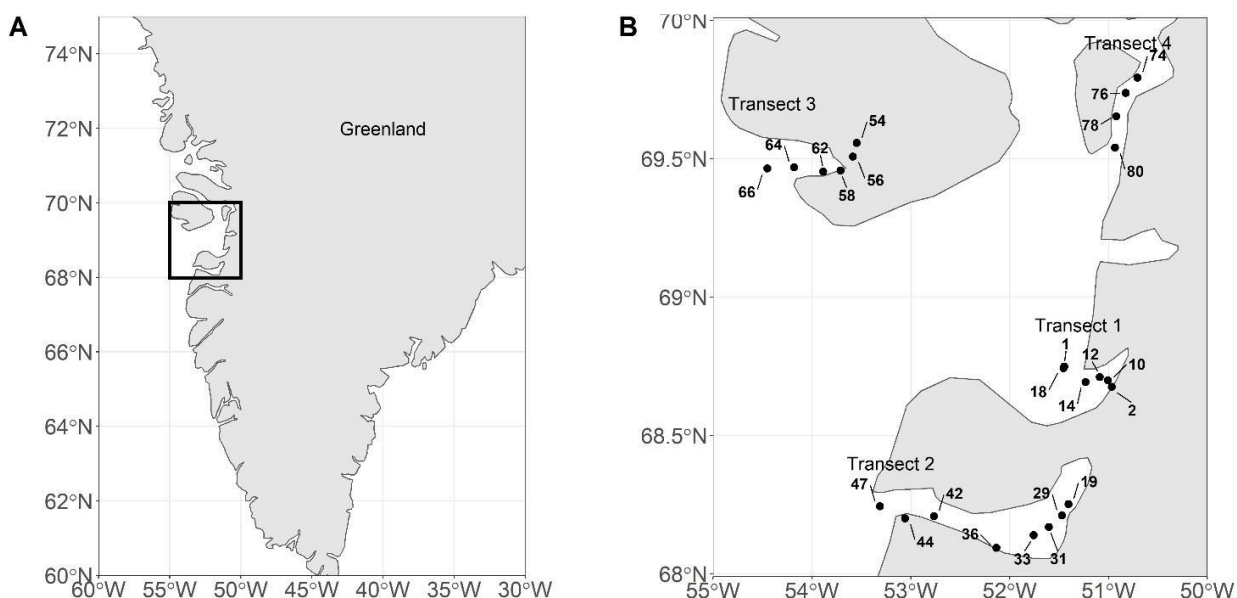 A
74°N
72°N
70°N
68°N
66°N
64°N
62°N
60°N
60°W
55°W
50°W
45°W
40°W
35°W
30°W
Greenland
B
70°N
69.5°N
69°N
68.5°N
68°N
55°W
54°W
53°W
52°W
51°W
50°W
Transect 4
74
76
78
80
Transect 3
54
64
62
56
58
66
Transect 1
1
12
10
18
14
2
Transect 2
47
42
29
19
44
36
33
31